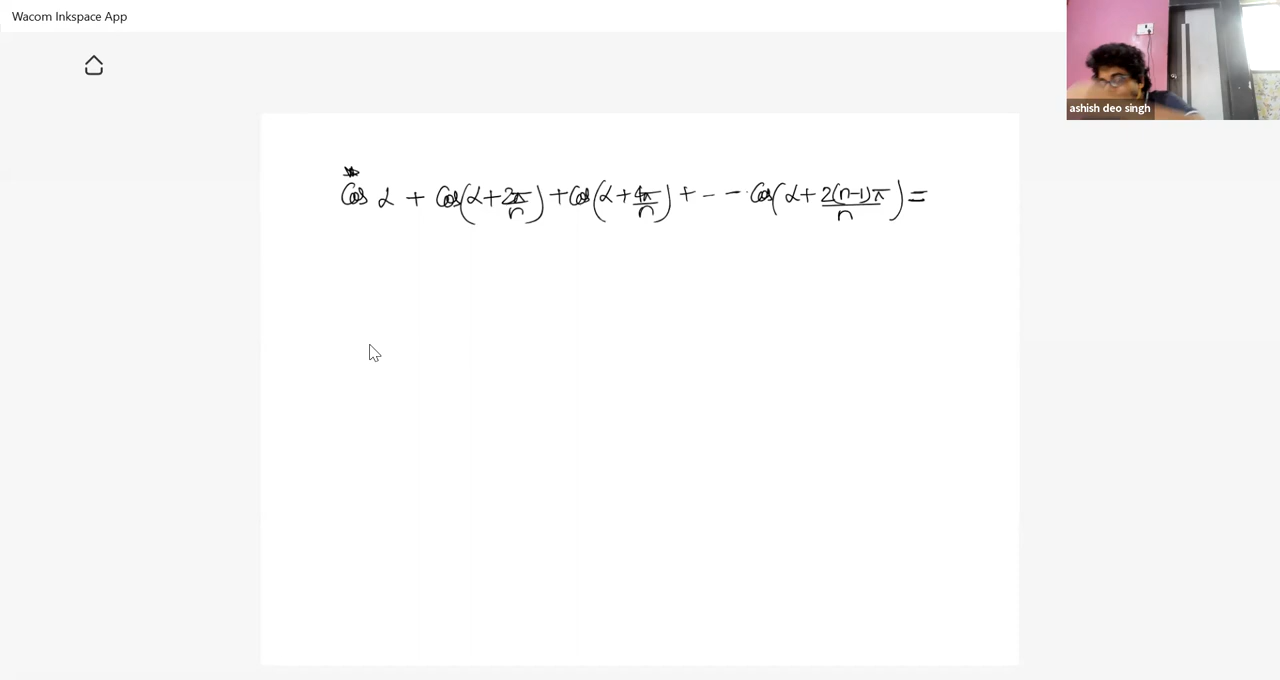 Wacom Inkspace App
ashish deo singh
Cos α + Cos(α+2π/n) + Cos(α+4π/n) + - - Cos(α+2(n-1)π/n) =